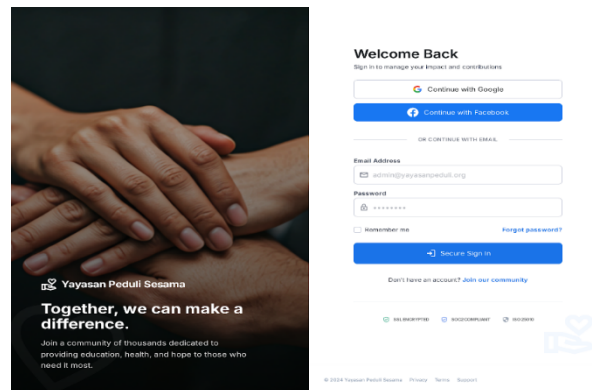 Yayasan Peduli Sesama
Together, we can make a
difference.
Join a community of thousands dedicated to
providing education, health, and hope to those who
need it most.
Welcome Back
Sign in to manage your impact and contributions
Continue with Google
Continue with Facebook
OR CONTINUE WITH EMAIL
Email Address
admin@yayasanpeduli.org
Password
Remember me
Forgot password?
Secure Sign In
Don't have an account? Join our community
© 2024 Yayasan Peduli Sesama Privacy Terms Support